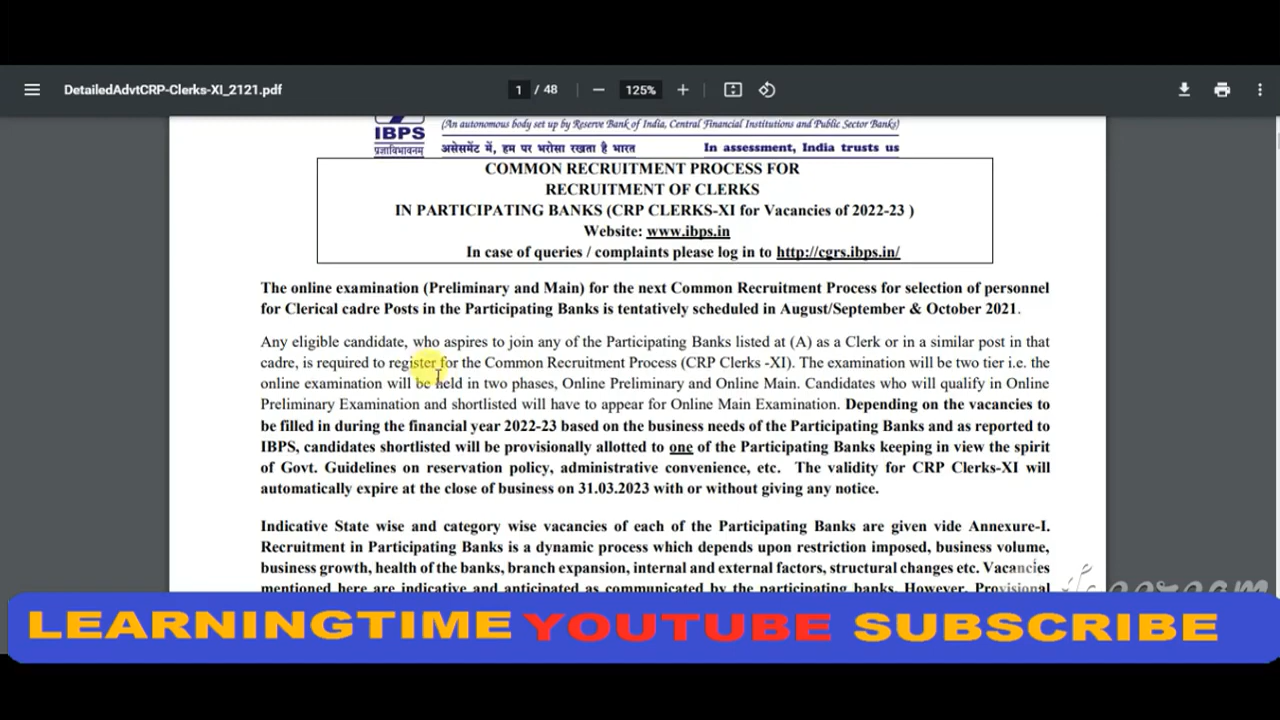 DetailedAdvtCRP-Clerks-XI_2121.pdf
1 / 48
125%
IBPS
(An autonomous body set up by Reserve Bank of India, Central Financial Institutions and Public Sector Banks)
असेसमेंट में, हम पर भरोसा रखता है भारत In assessment, India trusts us
COMMON RECRUITMENT PROCESS FOR
RECRUITMENT OF CLERKS
IN PARTICIPATING BANKS (CRP CLERKS-XI for Vacancies of 2022-23 )
Website: www.ibps.in
In case of queries / complaints please log in to http://cgrs.ibps.in/
The online examination (Preliminary and Main) for the next Common Recruitment Process for selection of personnel
for Clerical cadre Posts in the Participating Banks is tentatively scheduled in August/September & October 2021.
Any eligible candidate, who aspires to join any of the Participating Banks listed at (A) as a Clerk or in a similar post in that
cadre, is required to register for the Common Recruitment Process (CRP Clerks -XI). The examination will be two tier i.e. the
online examination will be held in two phases, Online Preliminary and Online Main. Candidates who will qualify in Online
Preliminary Examination and shortlisted will have to appear for Online Main Examination. Depending on the vacancies to
be filled in during the financial year 2022-23 based on the business needs of the Participating Banks and as reported to
IBPS, candidates shortlisted will be provisionally allotted to one of the Participating Banks keeping in view the spirit
of Govt. Guidelines on reservation policy, administrative convenience, etc. The validity for CRP Clerks-XI will
automatically expire at the close of business on 31.03.2023 with or without giving any notice.
Indicative State wise and category wise vacancies of each of the Participating Banks are given vide Annexure-I.
Recruitment in Participating Banks is a dynamic process which depends upon restriction imposed, business volume,
business growth, health of the banks, branch expansion, internal and external factors, structural changes etc. Vacancies
mentioned here are indicative and anticipated as communicated by the participating banks. However, Provisional
LEARNINGTIME YOUTUBE SUBSCRIBE